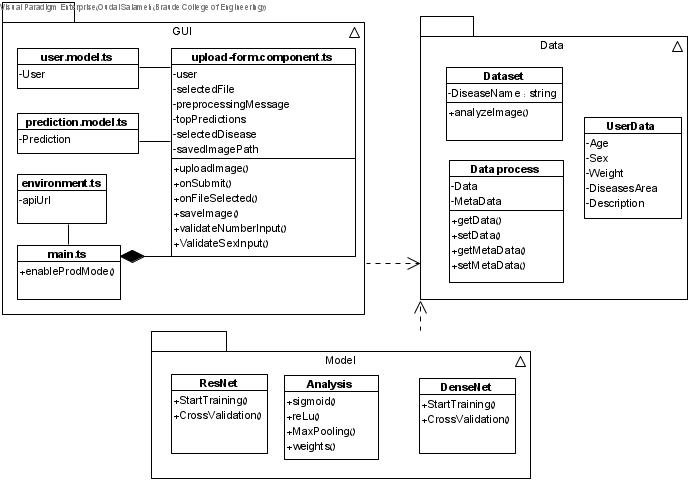 Visual Paradigm Enterprise(Oudai Salameh(Braude College of Engineering))
GUI
user.model.ts
-User
prediction.model.ts
-Prediction
environment.ts
-apiUrl
main.ts
+enableProdMode()
upload-form.component.ts
-user
-selectedFile
-preprocessingMessage
-topPredictions
-selectedDisease
-savedImagePath
+uploadImage()
+onSubmit()
+onFileSelected()
+saveImage()
+validateNumberInput()
+ValidateSexInput()
Data
Dataset
-DiseaseName : string
+analyzeImage()
Data process
-Data
-MetaData
+getData()
+setData()
+getMetaData()
+setMetaData()
UserData
-Age
-Sex
-Weight
-DiseasesArea
-Description
Model
ResNet
+StartTraining()
+CrossValidation()
Analysis
+sigmoid()
+reLu()
+MaxPooling()
+weights()
DenseNet
+StartTraining()
+CrossValidation()